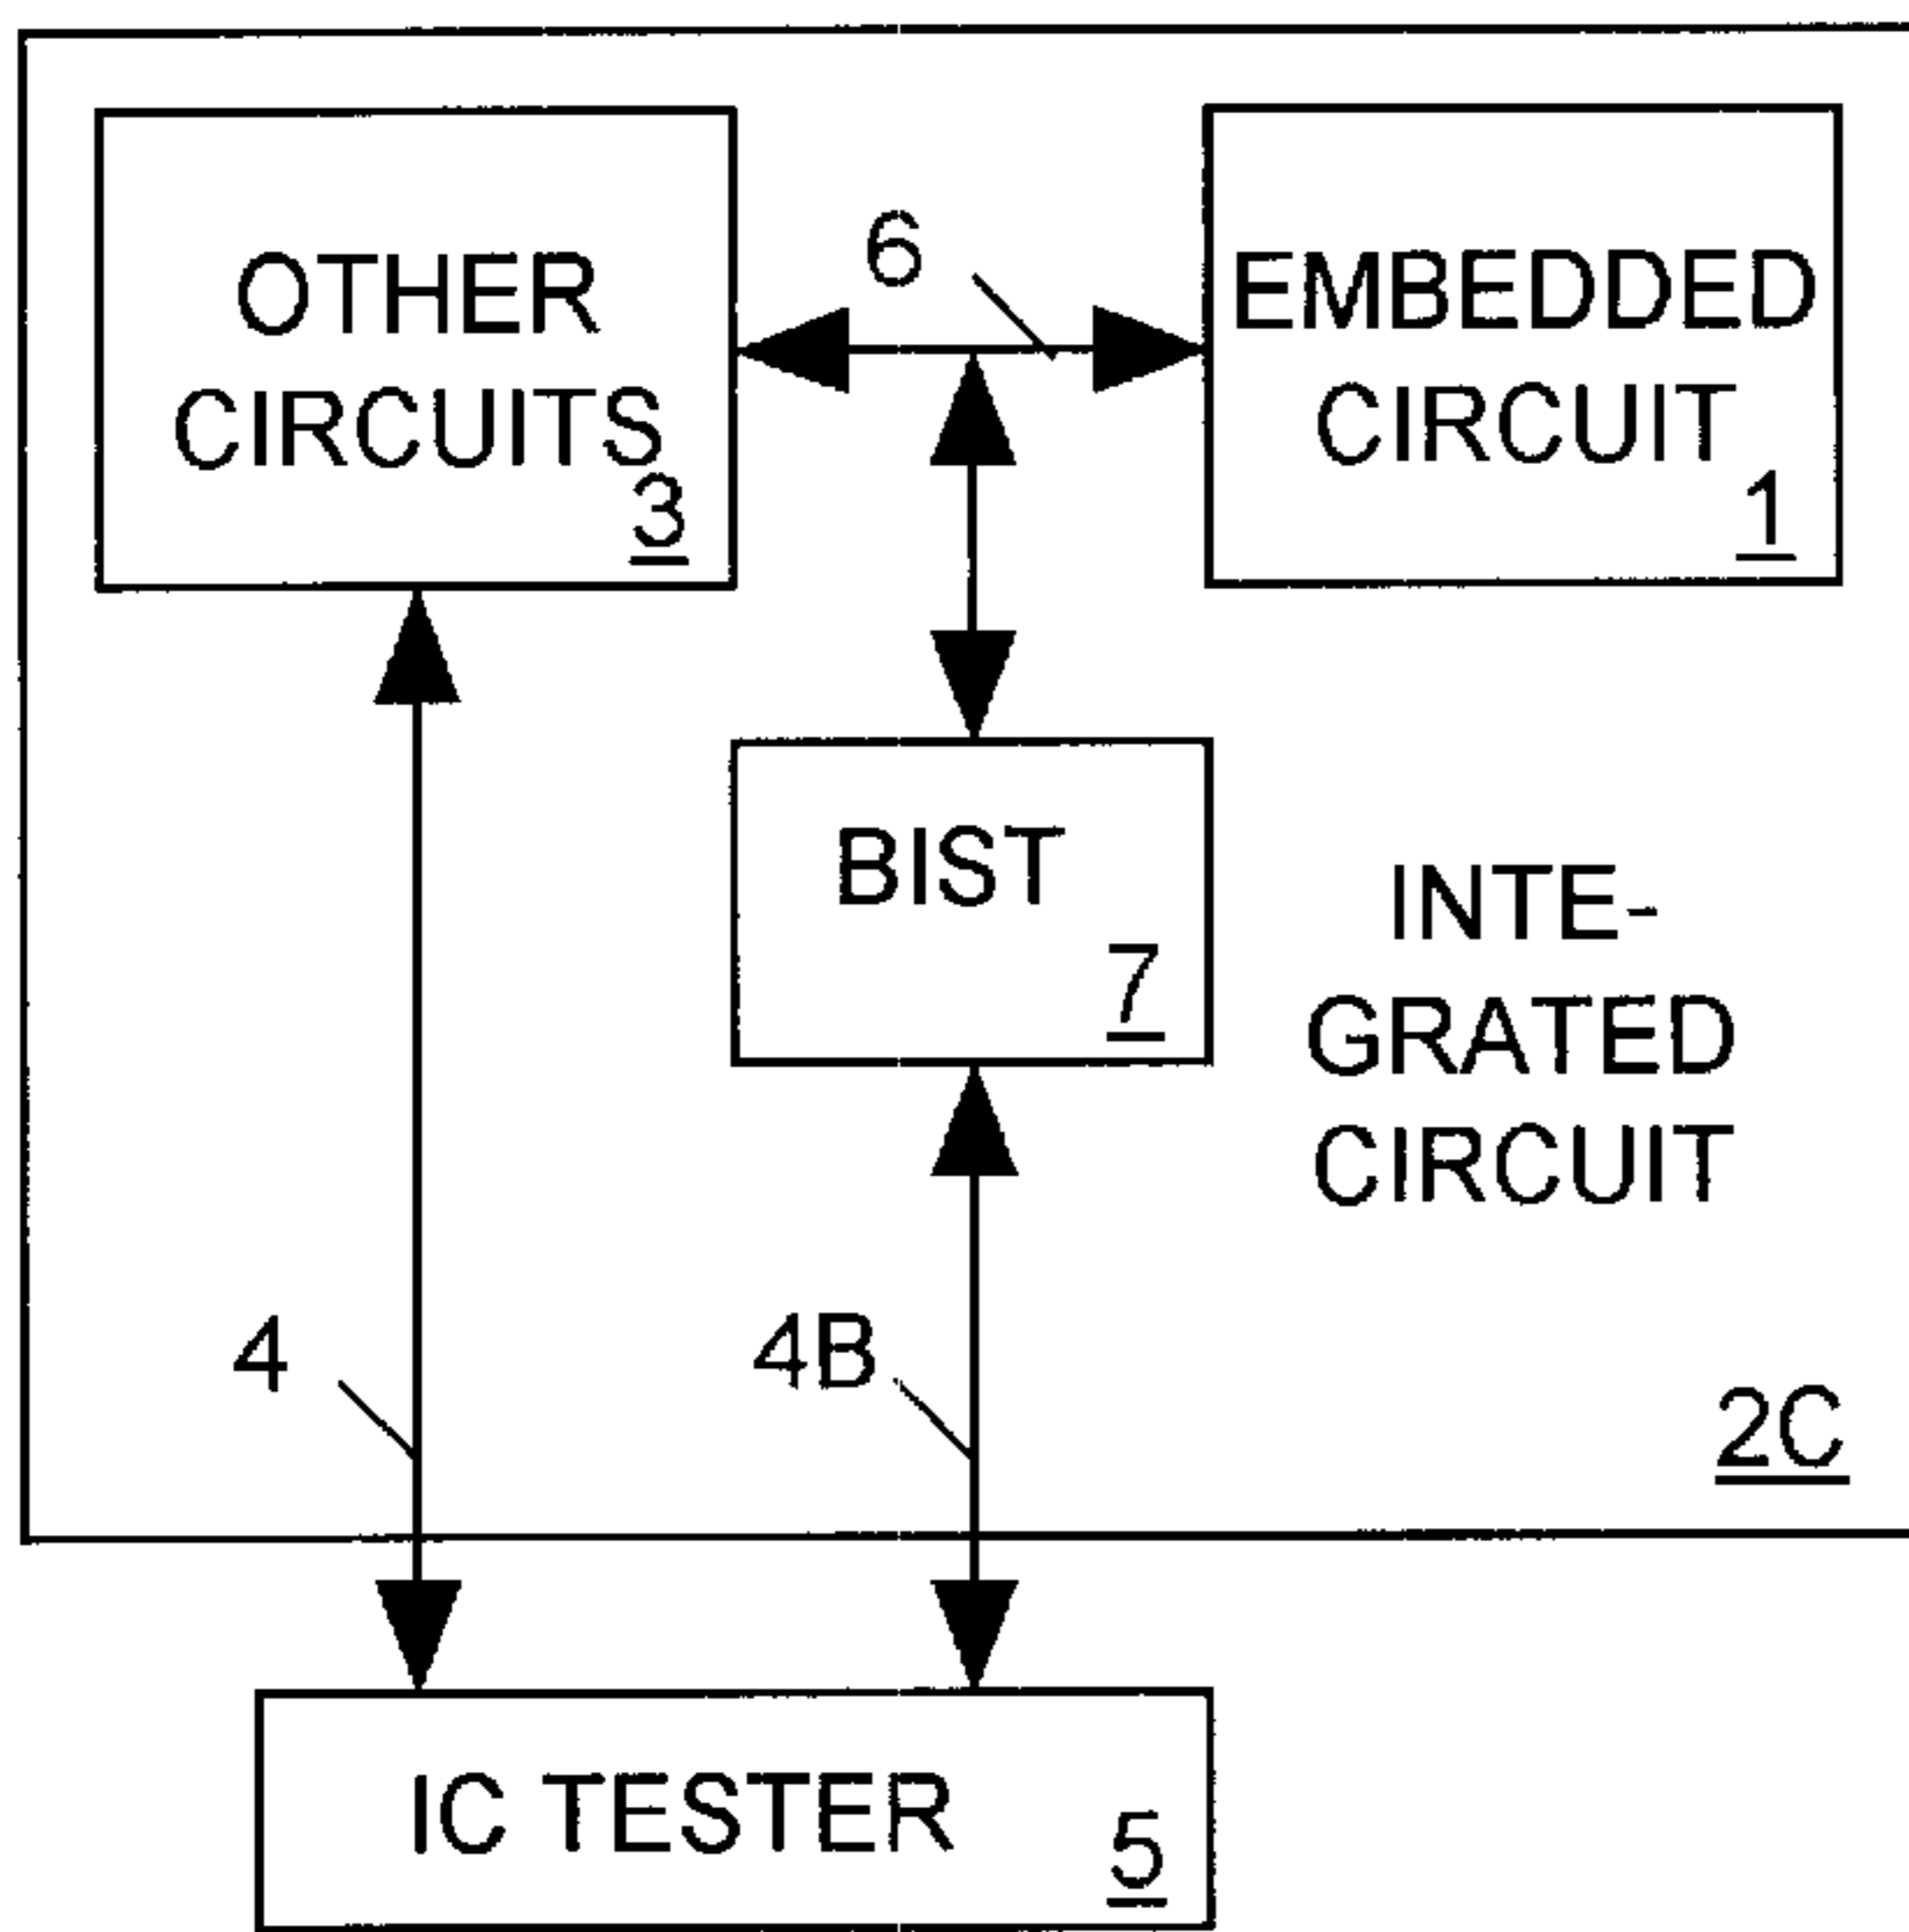 OTHER
CIRCUITS
3
6
EMBEDDED
CIRCUIT
1
BIST
7
INTE-
GRATED
CIRCUIT
4
4B
2C
IC TESTER
5